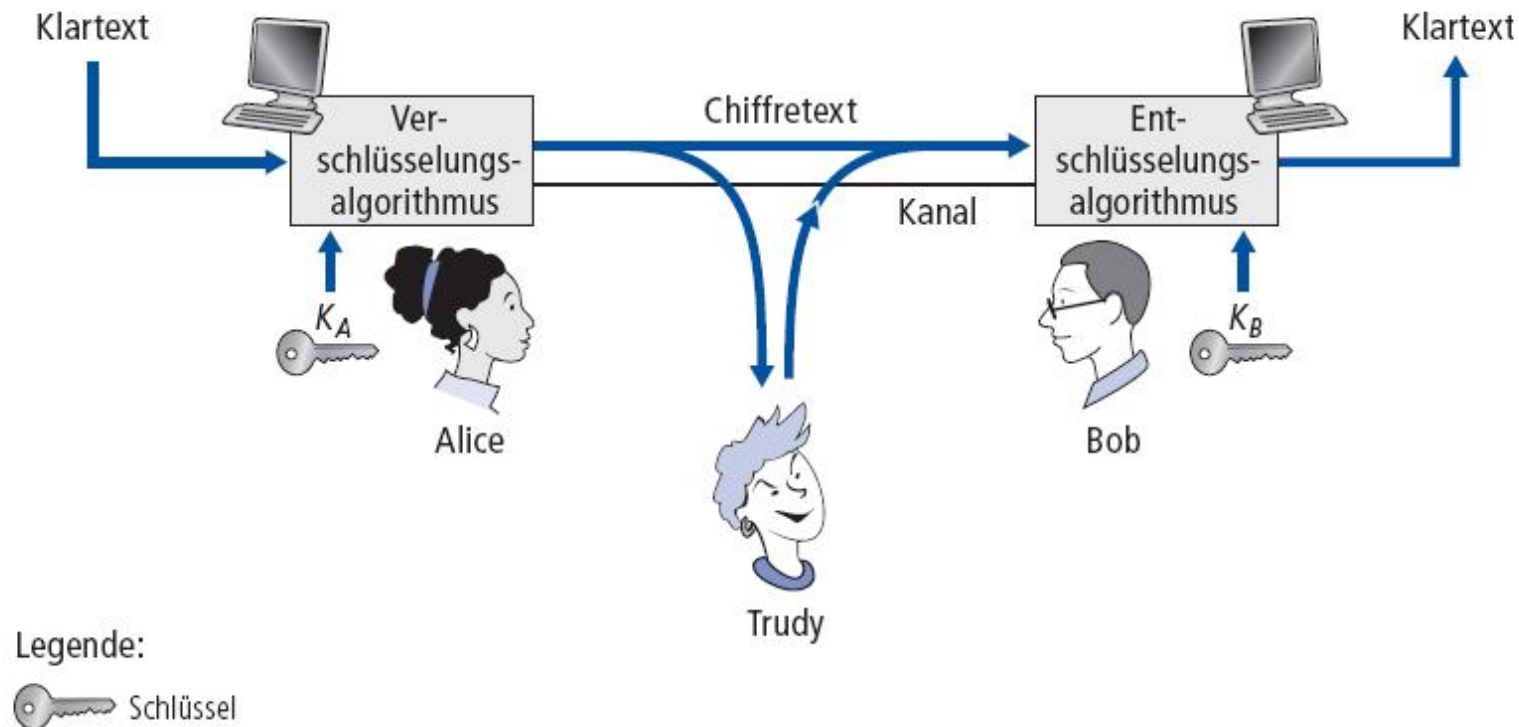 Klartext
Klartext
Ver-
schlüsselungs-
algorithmus
Chiffretext
Ent-
schlüsselungs-
algorithmus
Kanal
K_A
K_B
Alice
Bob
Trudy
Legende:
Schlüssel